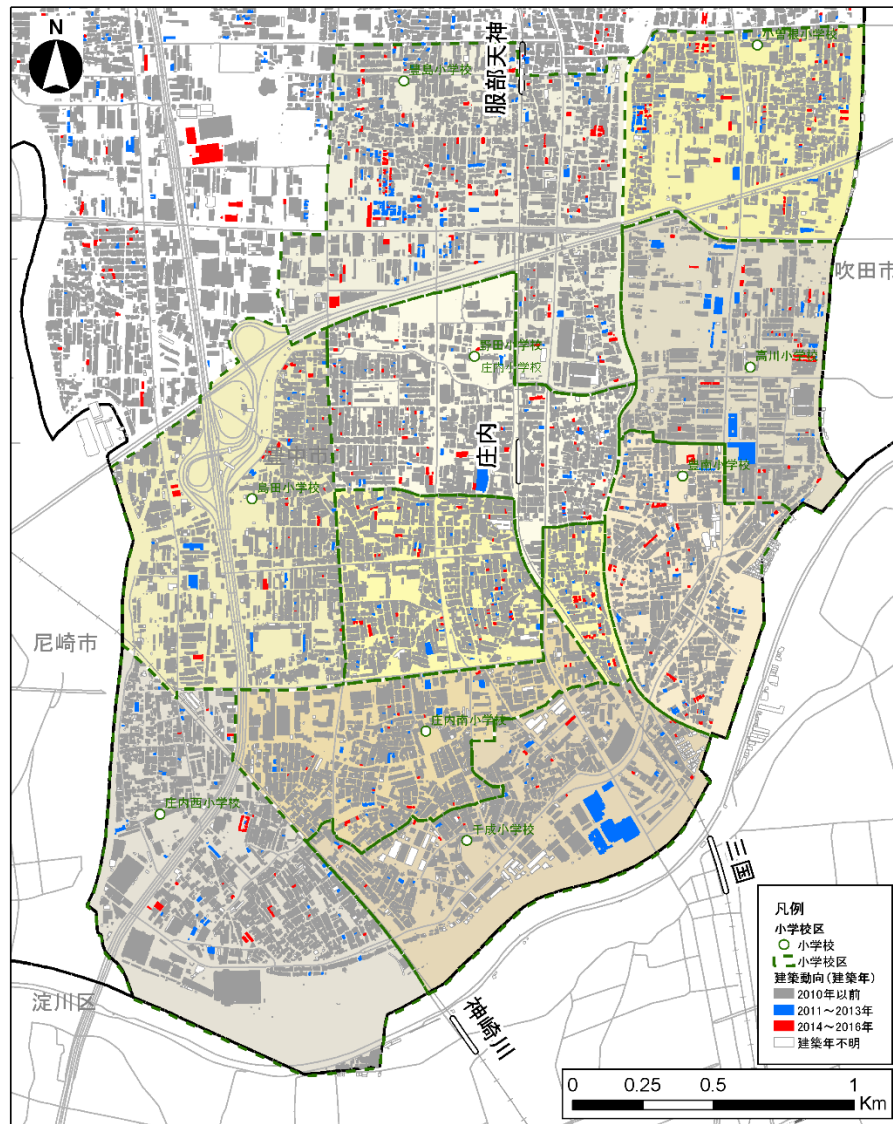 N
服部天神
小曽根小学校
豊島小学校
吹田市
野田小学校
庄内小学校
高川小学校
庄内
豊中市
豊南小学校
島田小学校
尼崎市
庄内南小学校
庄内西小学校
千成小学校
三国
淀川区
神崎川
凡例
小学校区
小学校
小学校区
建築動向(建築年)
2010年以前
2011～2013年
2014～2016年
建築年不明
0 0.25 0.5 1
Km